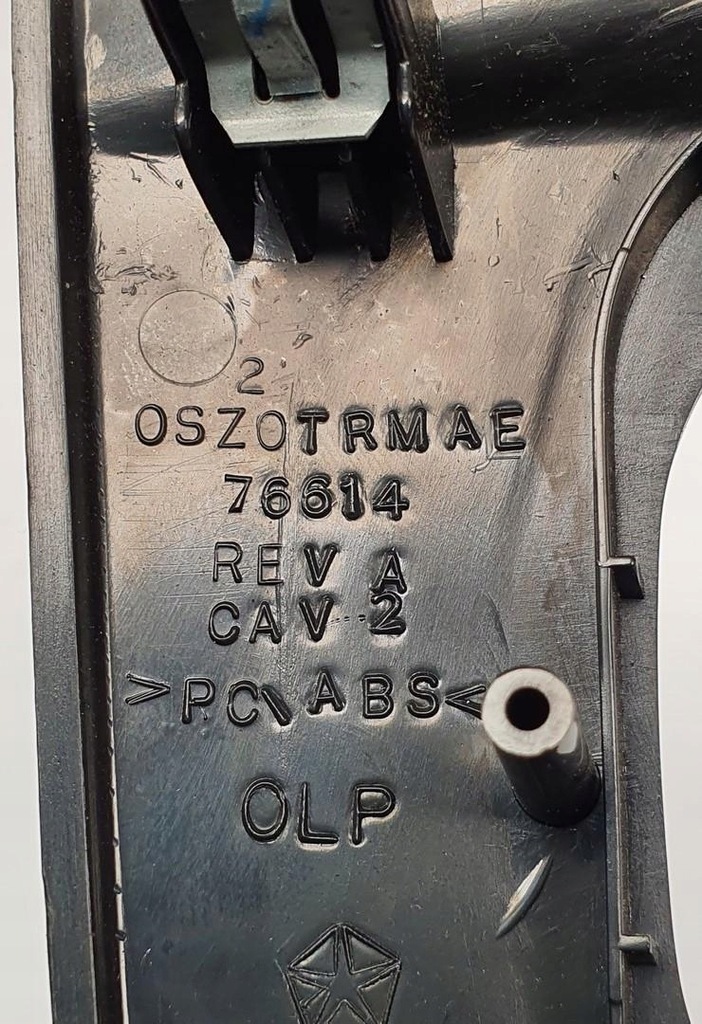 2
OSZOTRMAE
76614
REV A
CAV 2
>PC\ABS<
OLP